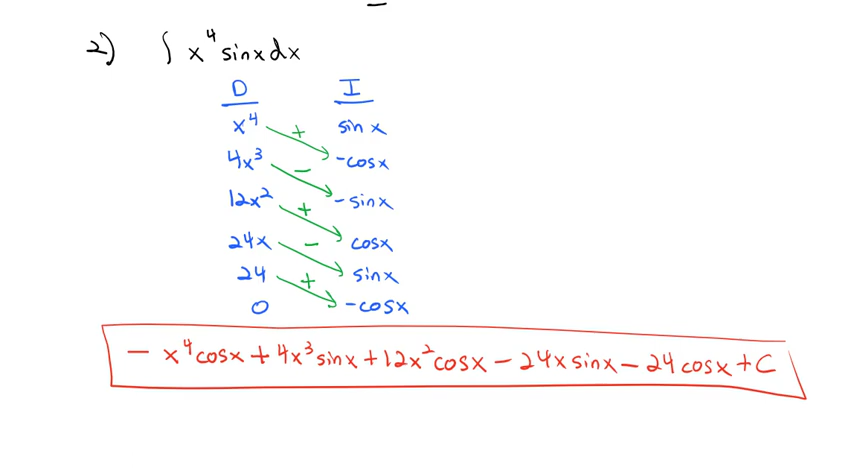 2) ∫ x⁴ sinx dx
D I
x⁴ + sin x
4x³ − -cosx
12x² + - sinx
24x − cosx
24 + sinx
0 -cosx
− x⁴cosx + 4x³sinx + 12x²cosx − 24x sinx − 24 cosx + C